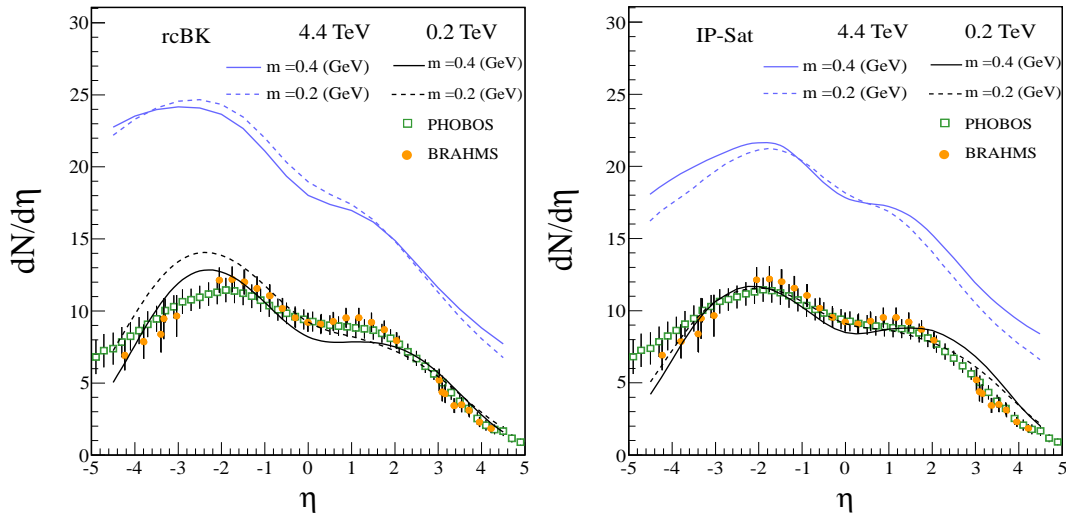 rcBK 4.4 TeV 0.2 TeV
m =0.4 (GeV) m =0.4 (GeV)
m =0.2 (GeV) m =0.2 (GeV)
PHOBOS
BRAHMS
dN/dη
30
25
20
15
10
5
0
-5 -4 -3 -2 -1 0 1 2 3 4 5
η
IP-Sat 4.4 TeV 0.2 TeV
m =0.4 (GeV) m =0.4 (GeV)
m =0.2 (GeV) m =0.2 (GeV)
PHOBOS
BRAHMS
dN/dη
30
25
20
15
10
5
0
-5 -4 -3 -2 -1 0 1 2 3 4 5
η